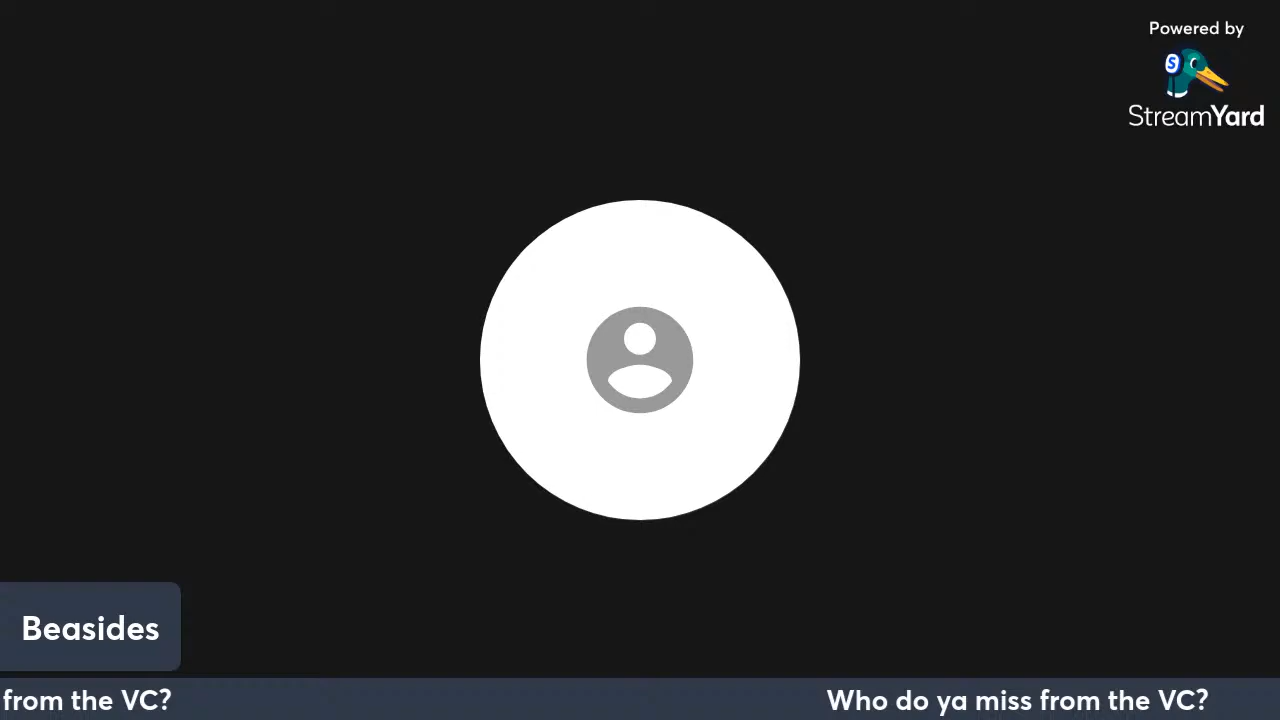 Powered by
S
StreamYard
Beasides
from the VC? Who do ya miss from the VC?